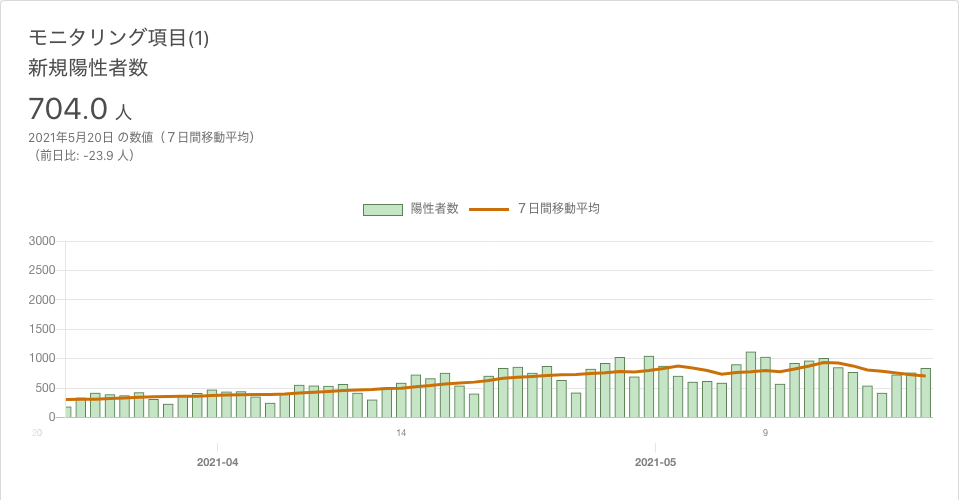 モニタリング項目(1)
新規陽性者数
704.0 人
2021年5月20日 の数値（７日間移動平均）
（前日比: -23.9 人）
陽性者数 ７日間移動平均
3000
2500
2000
1500
1000
500
0
20 14 9
2021-04 2021-05